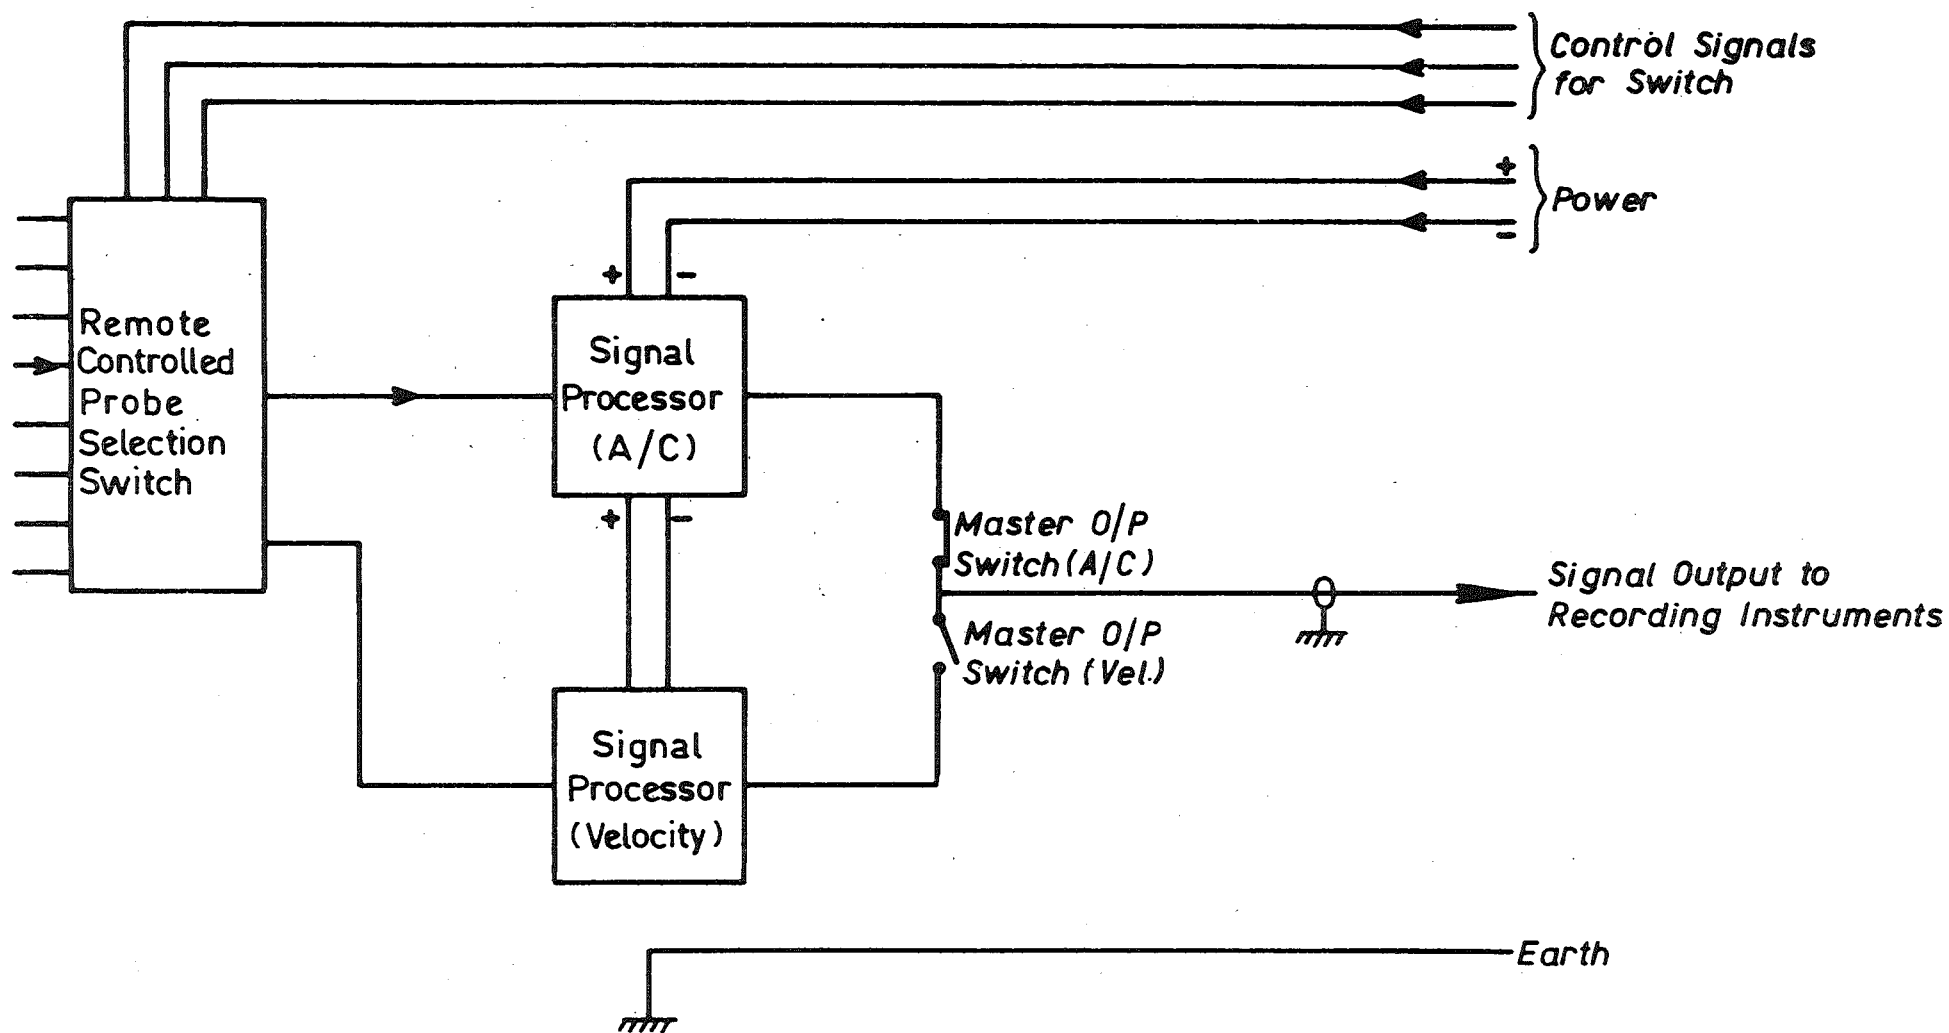 Control Signals
for Switch
+
Power
-
+ -
Remote
Controlled
Probe
Selection
Switch
Signal
Processor
(A/C)
+ -
Master O/P
Switch (A/C)
Signal Output to
Recording Instruments
Master O/P
Switch (Vel.)
Signal
Processor
(Velocity)
Earth